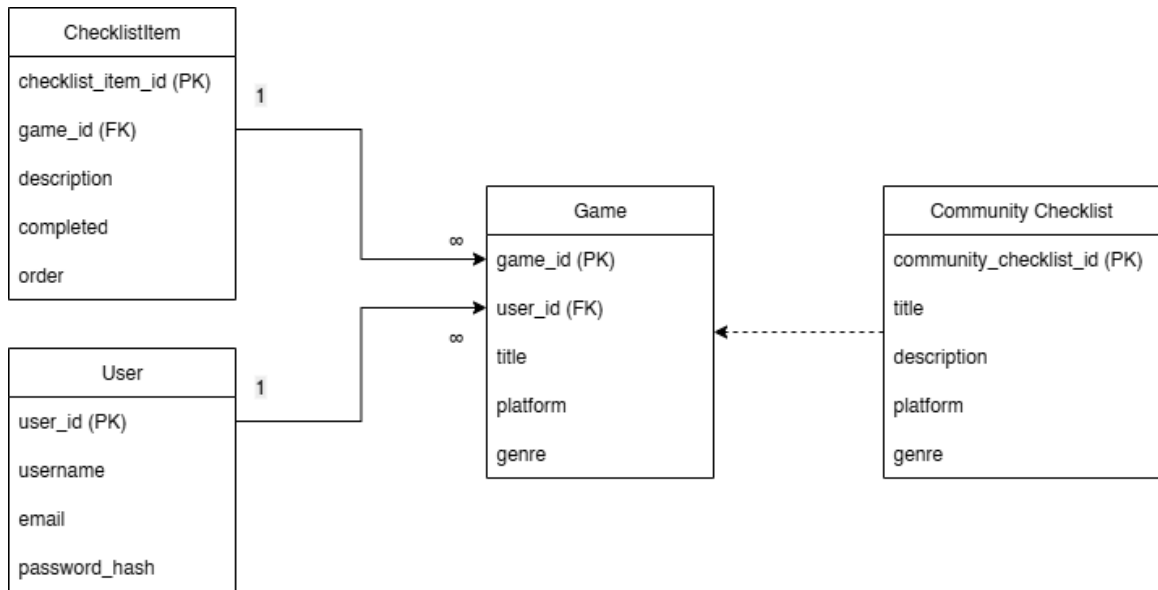 ChecklistItem
checklist_item_id (PK)
game_id (FK)
description
completed
order
1
∞
User
user_id (PK)
username
email
password_hash
1
∞
Game
game_id (PK)
user_id (FK)
title
platform
genre
Community Checklist
community_checklist_id (PK)
title
description
platform
genre